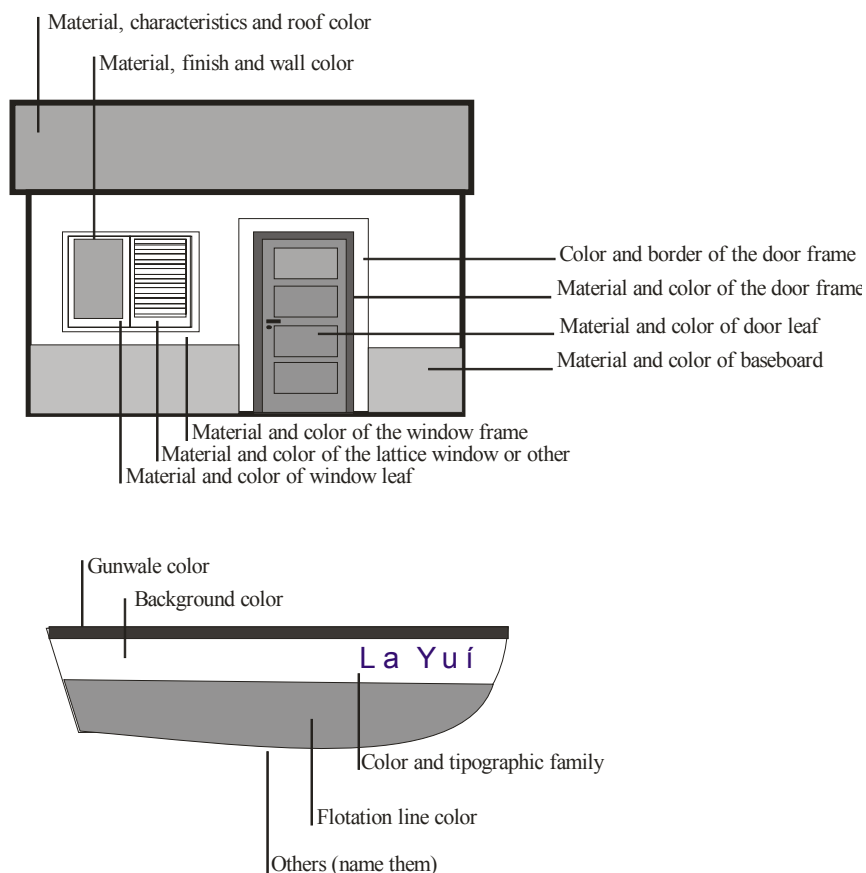 Material, characteristics and roof color
Material, finish and wall color
Color and border of the door frame
Material and color of the door frame
Material and color of door leaf
Material and color of baseboard
Material and color of the window frame
Material and color of the lattice window or other
Material and color of window leaf
Gunwale color
Background color
La Yuí
Color and tipographic family
Flotation line color
Others (name them)